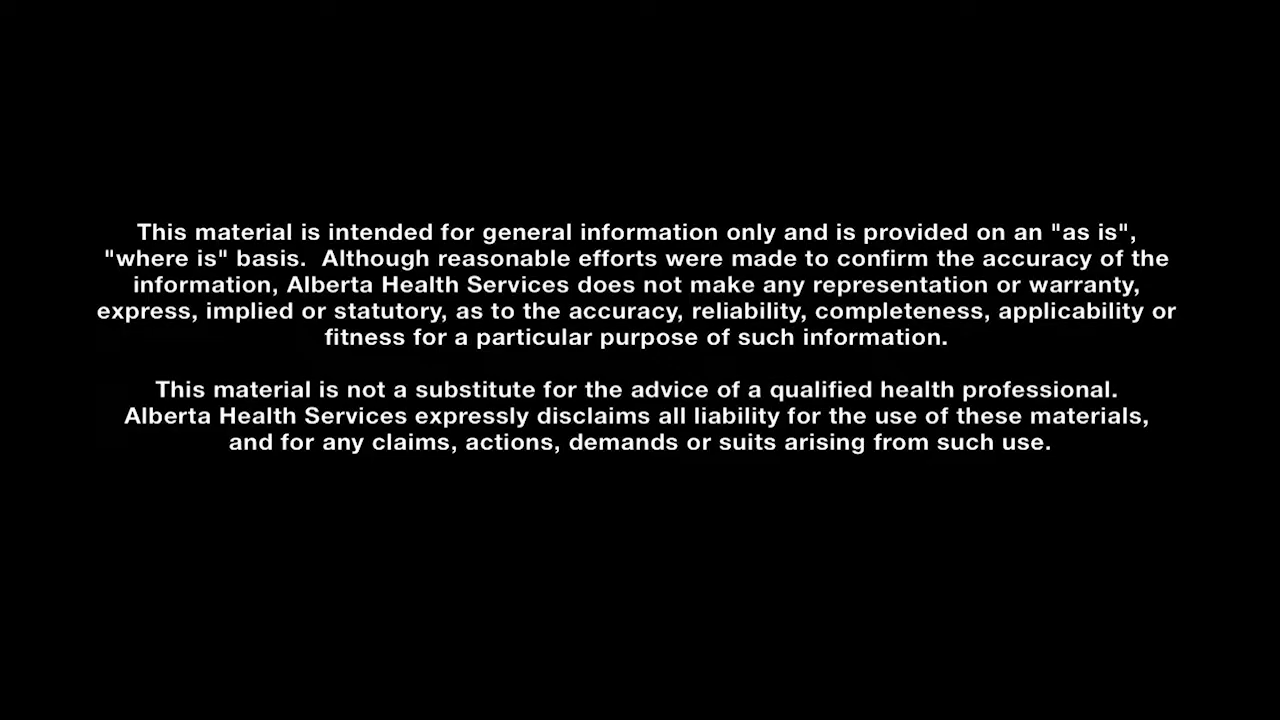 This material is intended for general information only and is provided on an "as is",
"where is" basis.  Although reasonable efforts were made to confirm the accuracy of the
information, Alberta Health Services does not make any representation or warranty,
express, implied or statutory, as to the accuracy, reliability, completeness, applicability or
fitness for a particular purpose of such information.
This material is not a substitute for the advice of a qualified health professional.
Alberta Health Services expressly disclaims all liability for the use of these materials,
and for any claims, actions, demands or suits arising from such use.